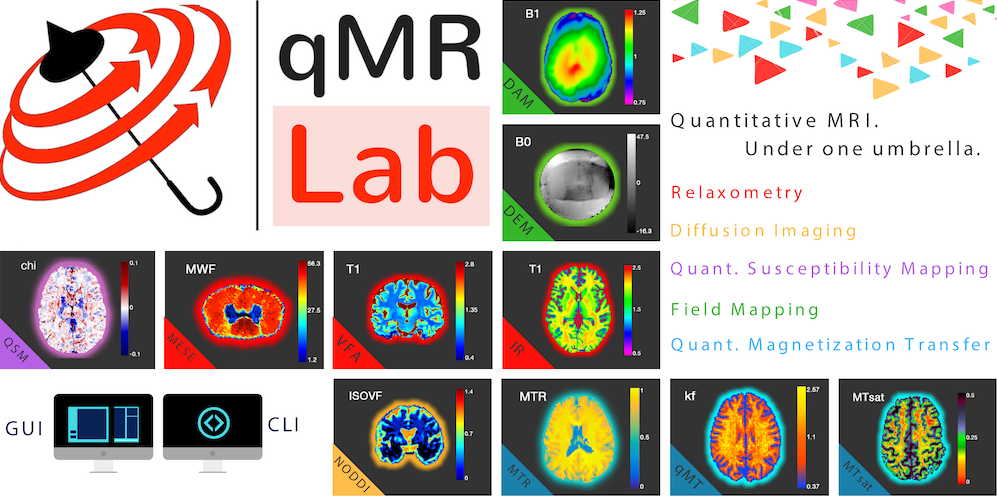 qMR
Lab
B1
1.25
1
0.75
DAM
B0
47.5
0
-16.3
DEM
Quantitative MRI.
Under one umbrella.
Relaxometry
Diffusion Imaging
Quant. Susceptibility Mapping
Field Mapping
Quant. Magnetization Transfer
chi
0.1
0
-0.1
QSM
MWF
56.3
27.5
1.2
MESE
T1
2.8
1.35
0.4
VFA
T1
2.5
1.5
0.5
IR
GUI
CLI
ISOVF
1.4
0.7
0
NODDI
MTR
1
0.5
0
MTR
kf
2.57
1.1
0.37
qMT
MTsat
0.5
0
MTsat